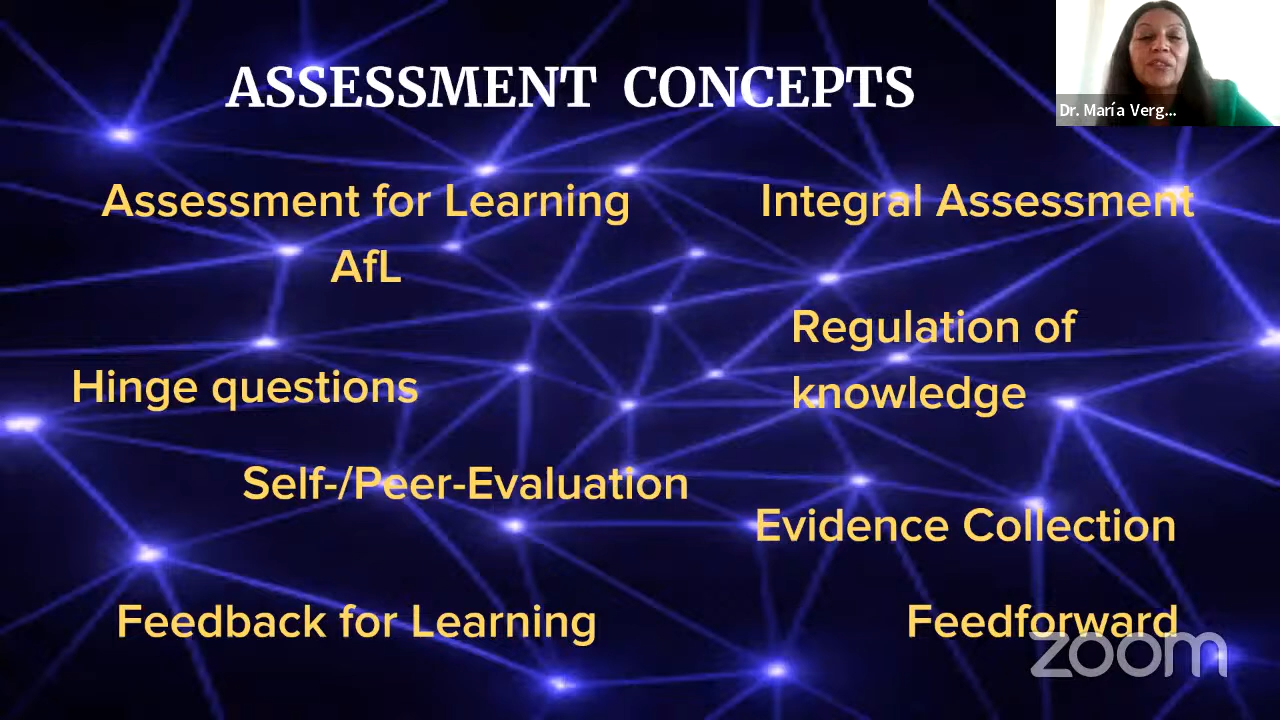 ASSESSMENT CONCEPTS
Dr. María Verg...
Assessment for Learning
AfL
Integral Assessment
Regulation of
knowledge
Hinge questions
Self-/Peer-Evaluation
Evidence Collection
Feedback for Learning
Feedforward
zoom